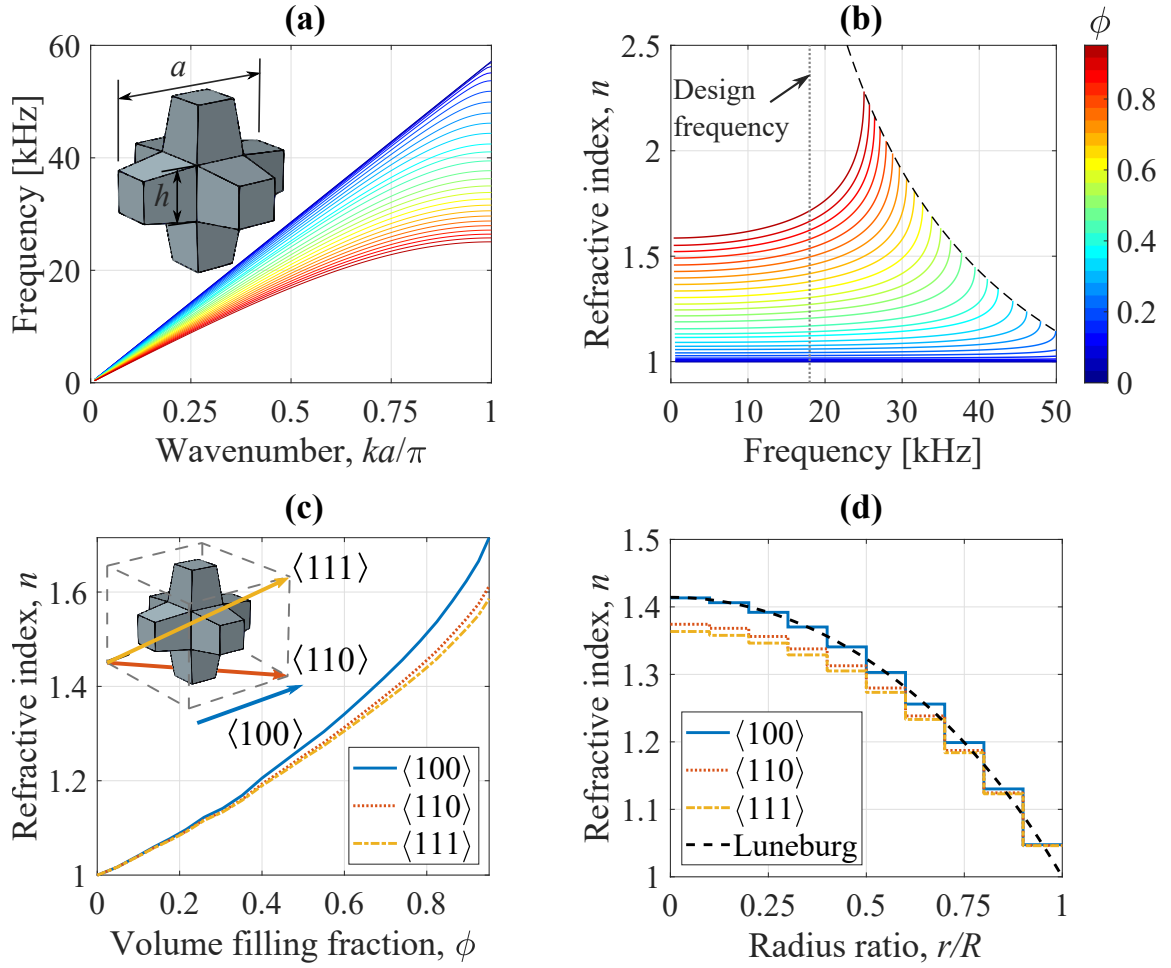 (a)
60
40
20
0
Frequency [kHz]
a
h
0
0.25
0.5
0.75
1
Wavenumber, ka/π
(b)
2.5
2
1.5
1
Refractive index, n
Design
frequency
0
10
20
30
40
50
Frequency [kHz]
ϕ
0.8
0.6
0.4
0.2
0
(c)
1.6
1.4
1.2
1
Refractive index, n
⟨111⟩
⟨110⟩
⟨100⟩
⟨100⟩
⟨110⟩
⟨111⟩
0
0.2
0.4
0.6
0.8
Volume filling fraction, ϕ
(d)
1.5
1.4
1.3
1.2
1.1
1
Refractive index, n
⟨100⟩
⟨110⟩
⟨111⟩
Luneburg
0
0.25
0.5
0.75
1
Radius ratio, r/R